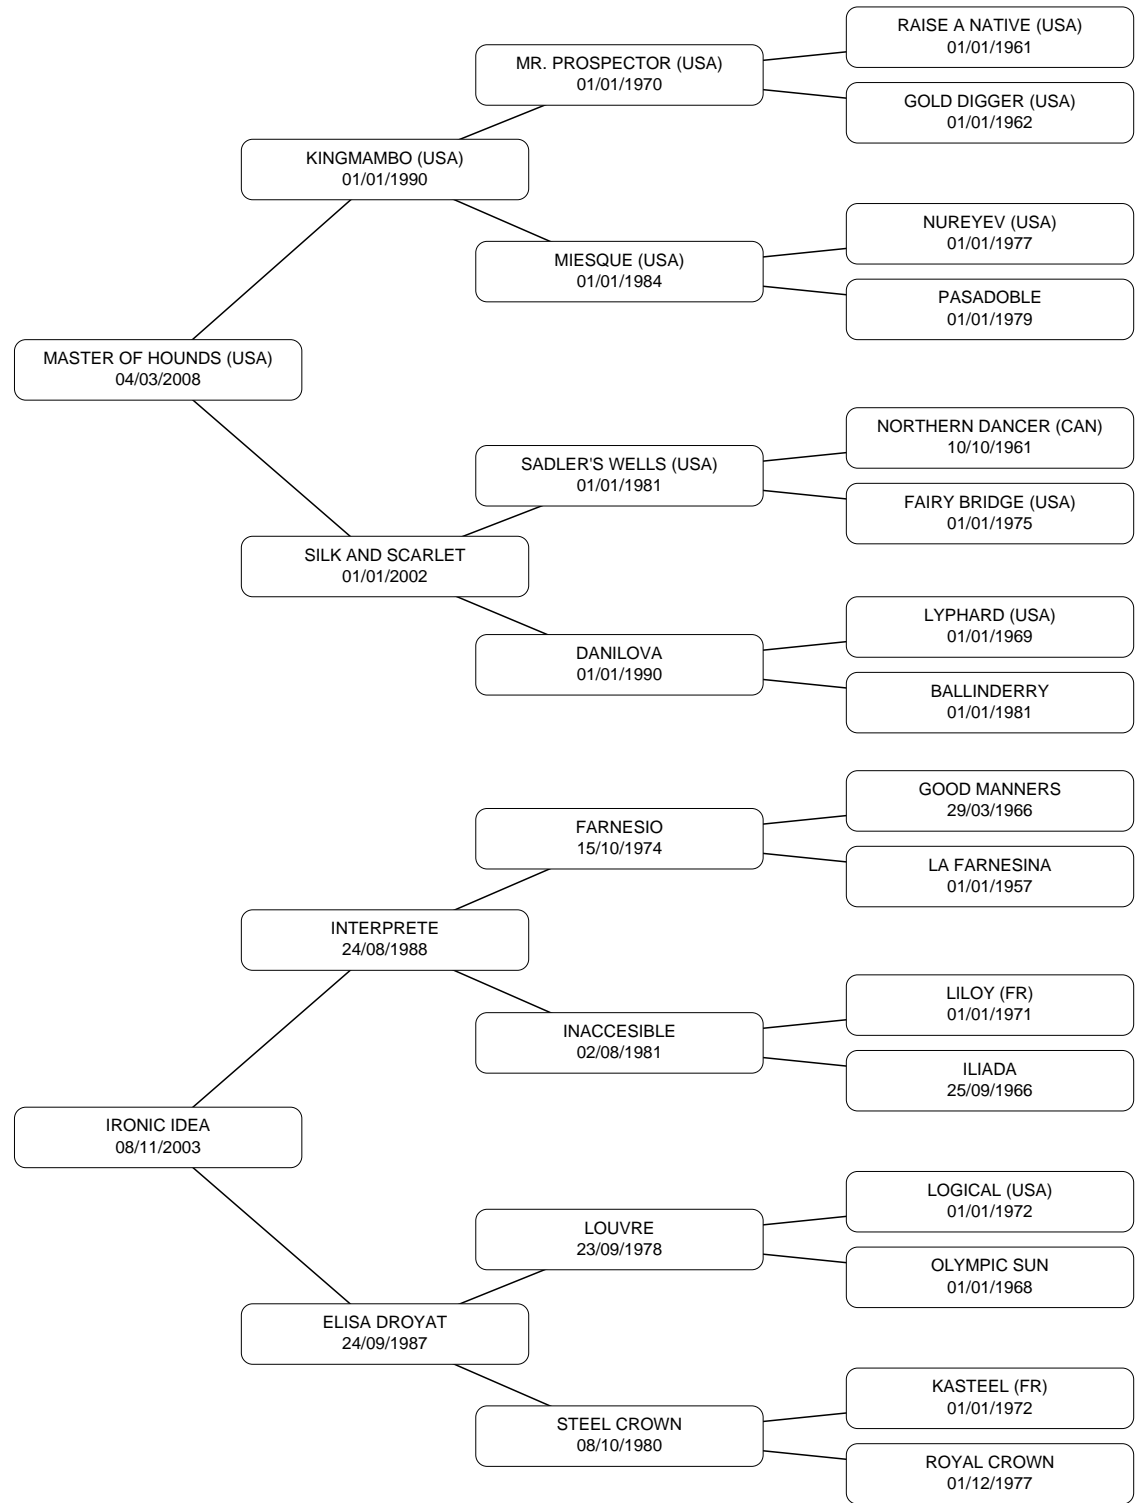 RAISE A NATIVE (USA)
01/01/1961
MR. PROSPECTOR (USA)
01/01/1970
GOLD DIGGER (USA)
01/01/1962
KINGMAMBO (USA)
01/01/1990
NUREYEV (USA)
01/01/1977
MIESQUE (USA)
01/01/1984
PASADOBLE
01/01/1979
MASTER OF HOUNDS (USA)
04/03/2008
NORTHERN DANCER (CAN)
10/10/1961
SADLER'S WELLS (USA)
01/01/1981
FAIRY BRIDGE (USA)
01/01/1975
SILK AND SCARLET
01/01/2002
LYPHARD (USA)
01/01/1969
DANILOVA
01/01/1990
BALLINDERRY
01/01/1981
GOOD MANNERS
29/03/1966
FARNESIO
15/10/1974
LA FARNESINA
01/01/1957
INTERPRETE
24/08/1988
LILOY (FR)
01/01/1971
INACCESIBLE
02/08/1981
ILIADA
25/09/1966
IRONIC IDEA
08/11/2003
LOGICAL (USA)
01/01/1972
LOUVRE
23/09/1978
OLYMPIC SUN
01/01/1968
ELISA DROYAT
24/09/1987
KASTEEL (FR)
01/01/1972
STEEL CROWN
08/10/1980
ROYAL CROWN
01/12/1977